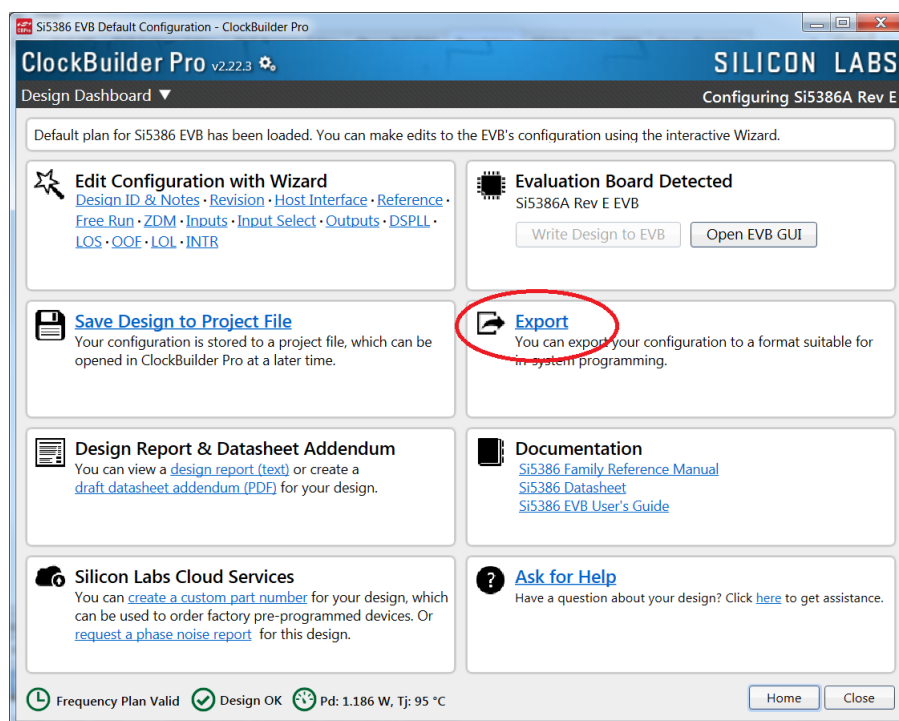 Si5386 EVB Default Configuration - ClockBuilder Pro
ClockBuilder Pro v2.22.3
SILICON LABS
Design Dashboard ▼
Configuring Si5386A Rev E
Default plan for Si5386 EVB has been loaded. You can make edits to the EVB's configuration using the interactive Wizard.
Edit Configuration with Wizard
Design ID & Notes · Revision · Host Interface · Reference ·
Free Run · ZDM · Inputs · Input Select · Outputs · DSPLL ·
LOS · OOF · LOL · INTR
Evaluation Board Detected
Si5386A Rev E EVB
Write Design to EVB
Open EVB GUI
Save Design to Project File
Your configuration is stored to a project file, which can be
opened in ClockBuilder Pro at a later time.
Export
You can export your configuration to a format suitable for
in-system programming.
Design Report & Datasheet Addendum
You can view a design report (text) or create a
draft datasheet addendum (PDF) for your design.
Documentation
Si5386 Family Reference Manual
Si5386 Datasheet
Si5386 EVB User's Guide
Silicon Labs Cloud Services
You can create a custom part number for your design, which
can be used to order factory pre-programmed devices. Or
request a phase noise report for this design.
Ask for Help
Have a question about your design? Click here to get assistance.
Frequency Plan Valid
Design OK
Pd: 1.186 W, Tj: 95 °C
Home
Close